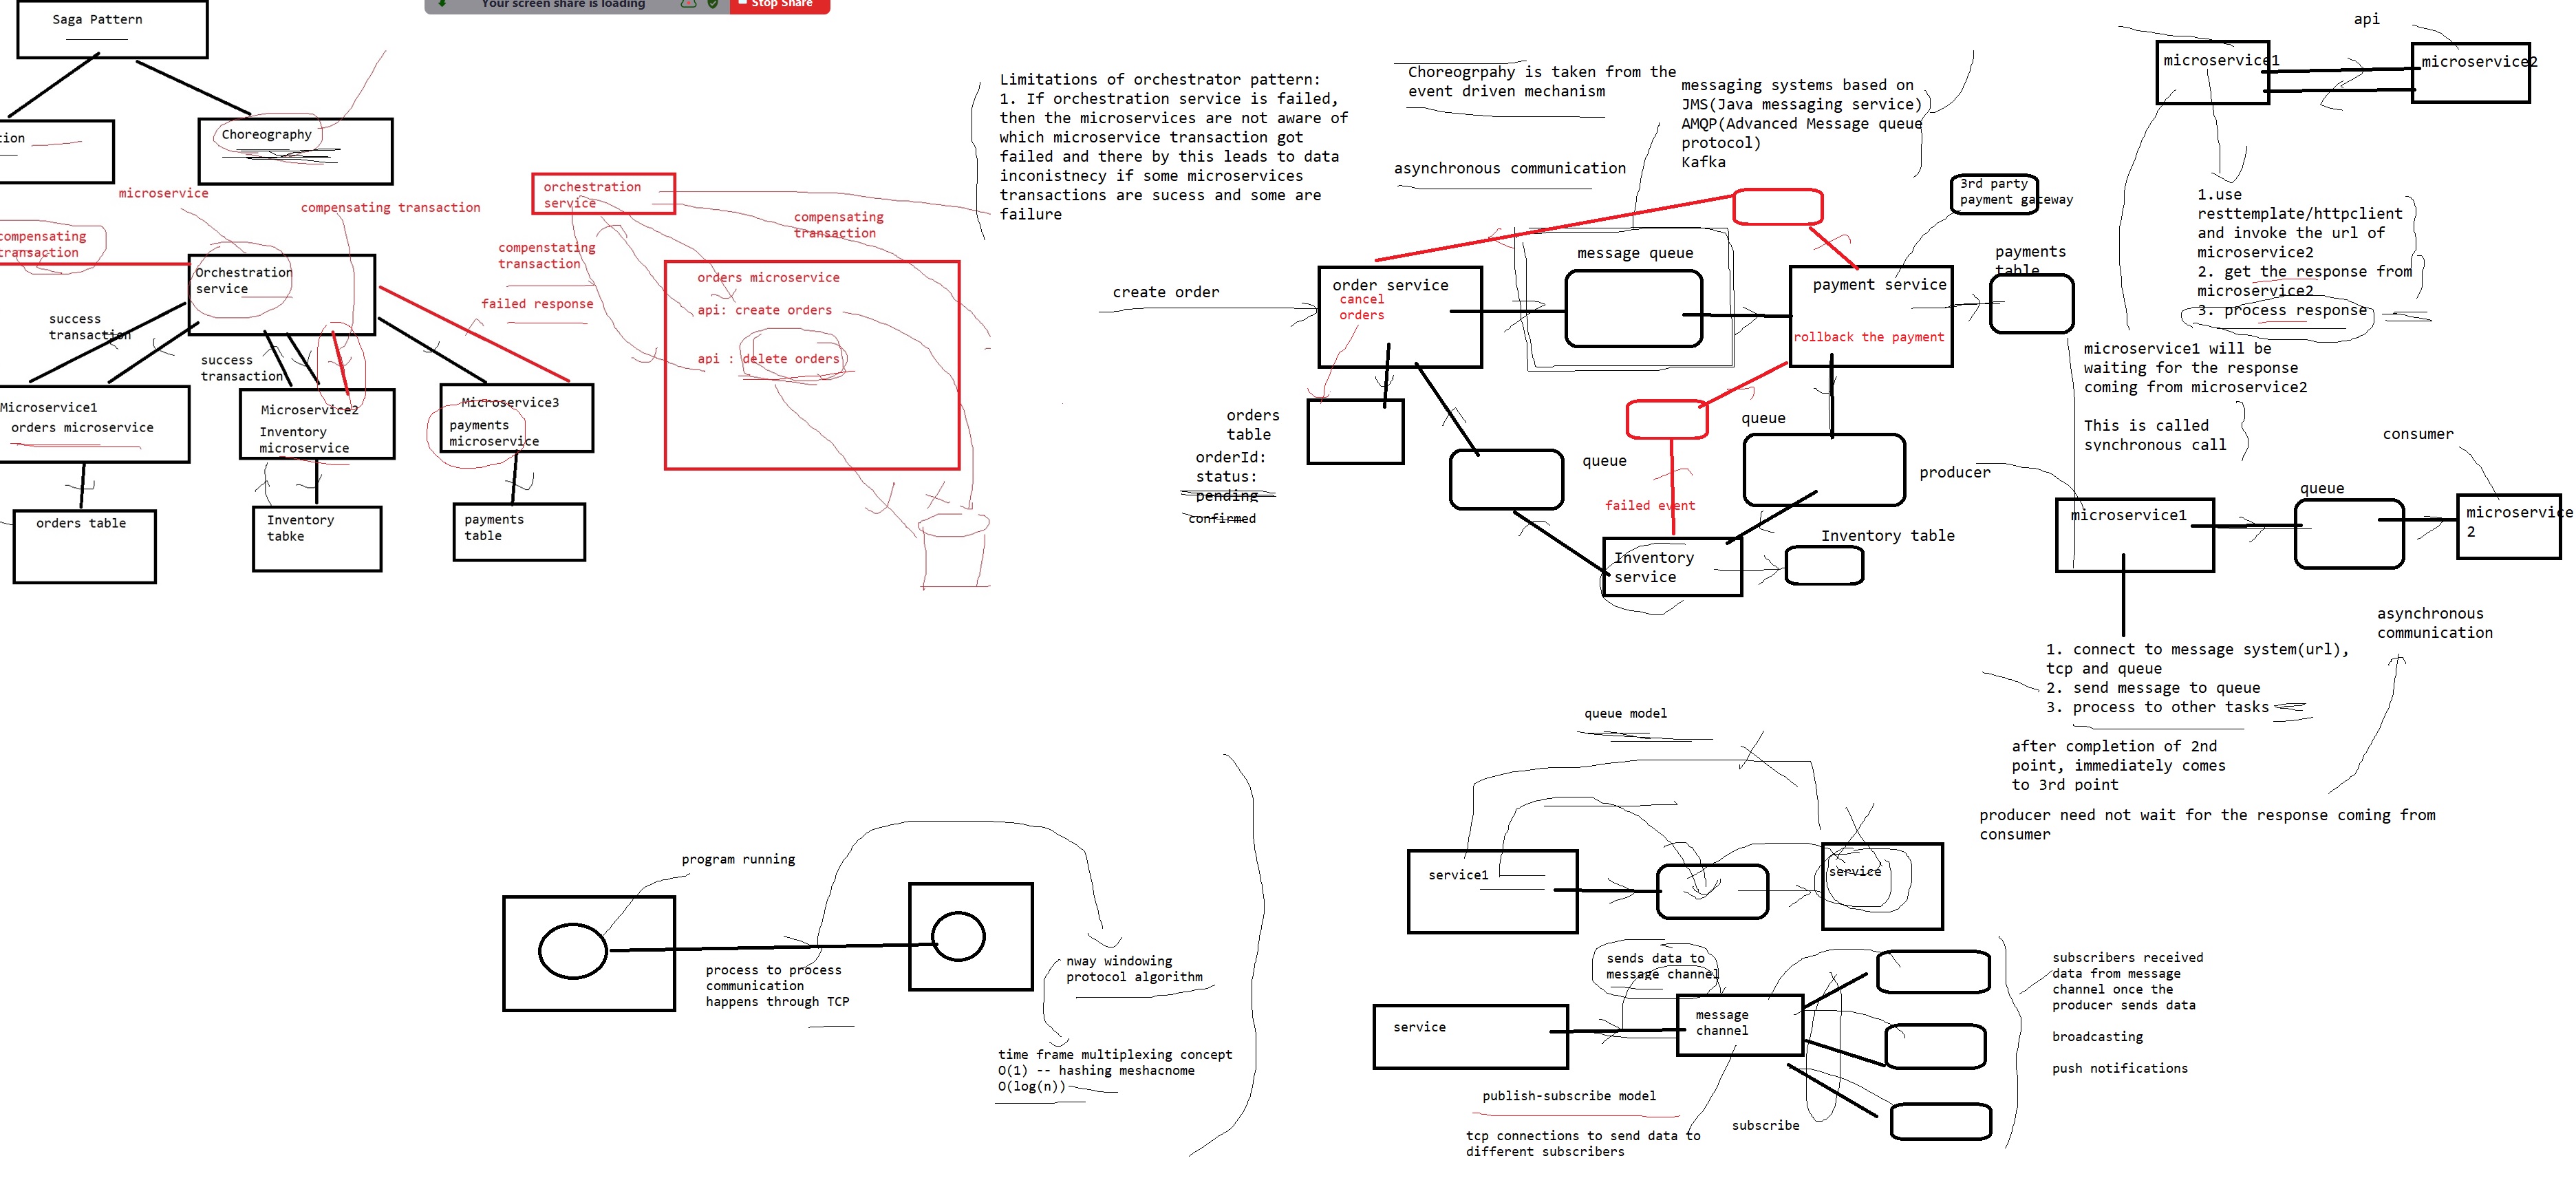 Your screen share is loading
Stop Share
Saga Pattern
tion
Choreography
microservice
compensating transaction
compensating
transaction
Orchestration
service
success
transaction
success
transaction
Microservice1
orders microservice
Microservice2
Inventory
microservice
Microservice3
payments
microservice
orders table
Inventory
tabke
payments
table
orchestration
service
compensating
transaction
compenstating
transaction
failed response
orders microservice
api: create orders
api : delete orders
Limitations of orchestrator pattern:
1. If orchestration service is failed,
then the microservices are not aware of
which microservice transaction got
failed and there by this leads to data
inconistnecy if some microservices
transactions are sucess and some are
failure
Choreogrpahy is taken from the
event driven mechanism
asynchronous communication
messaging systems based on
JMS(Java messaging service)
AMQP(Advanced Message queue
protocol)
Kafka
3rd party
payment gateway
message queue
create order
order service
cancel
orders
payment service
rollback the payment
payments
table
orders
table
orderId:
status:
pending
confirmed
queue
queue
failed event
Inventory
service
Inventory table
api
microservice1
microservice2
1.use
resttemplate/httpclient
and invoke the url of
microservice2
2. get the response from
microservice2
3. process response
microservice1 will be
waiting for the response
coming from microservice2
This is called
synchronous call
consumer
producer
queue
microservice1
microservice
2
asynchronous
communication
1. connect to message system(url),
tcp and queue
2. send message to queue
3. process to other tasks
after completion of 2nd
point, immediately comes
to 3rd point
producer need not wait for the response coming from
consumer
queue model
service1
service
program running
process to process
communication
happens through TCP
nway windowing
protocol algorithm
time frame multiplexing concept
O(1) -- hashing meshacnome
O(log(n))
sends data to
message channel
service
message
channel
publish-subscribe model
tcp connections to send data to
different subscribers
subscribe
subscribers received
data from message
channel once the
producer sends data
broadcasting
push notifications